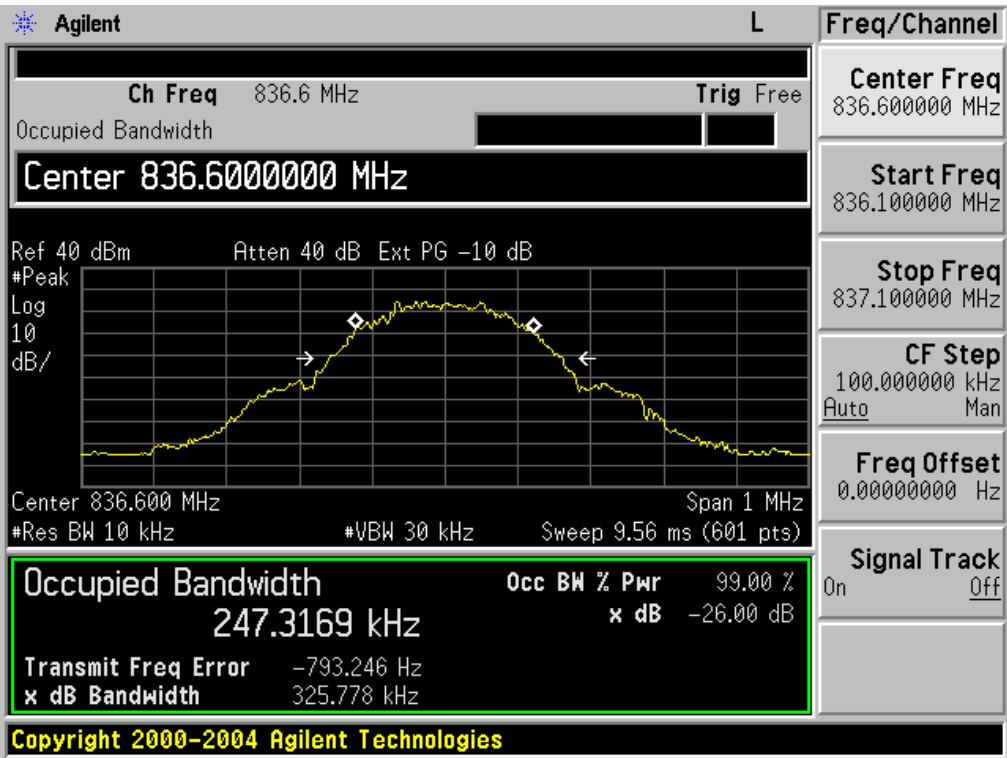 Agilent L
Freq/Channel
Ch Freq 836.6 MHz Trig Free
Occupied Bandwidth
Center 836.6000000 MHz
Ref 40 dBm Atten 40 dB Ext PG -10 dB
#Peak
Log
10
dB/
Center 836.600 MHz Span 1 MHz
#Res BW 10 kHz #VBW 30 kHz Sweep 9.56 ms (601 pts)
Occupied Bandwidth
247.3169 kHz
Occ BW % Pwr 99.00 %
x dB -26.00 dB
Transmit Freq Error -793.246 Hz
x dB Bandwidth 325.778 kHz
Center Freq
836.600000 MHz
Start Freq
836.100000 MHz
Stop Freq
837.100000 MHz
CF Step
100.000000 kHz
Auto Man
Freq Offset
0.00000000 Hz
Signal Track
On Off
Copyright 2000-2004 Agilent Technologies